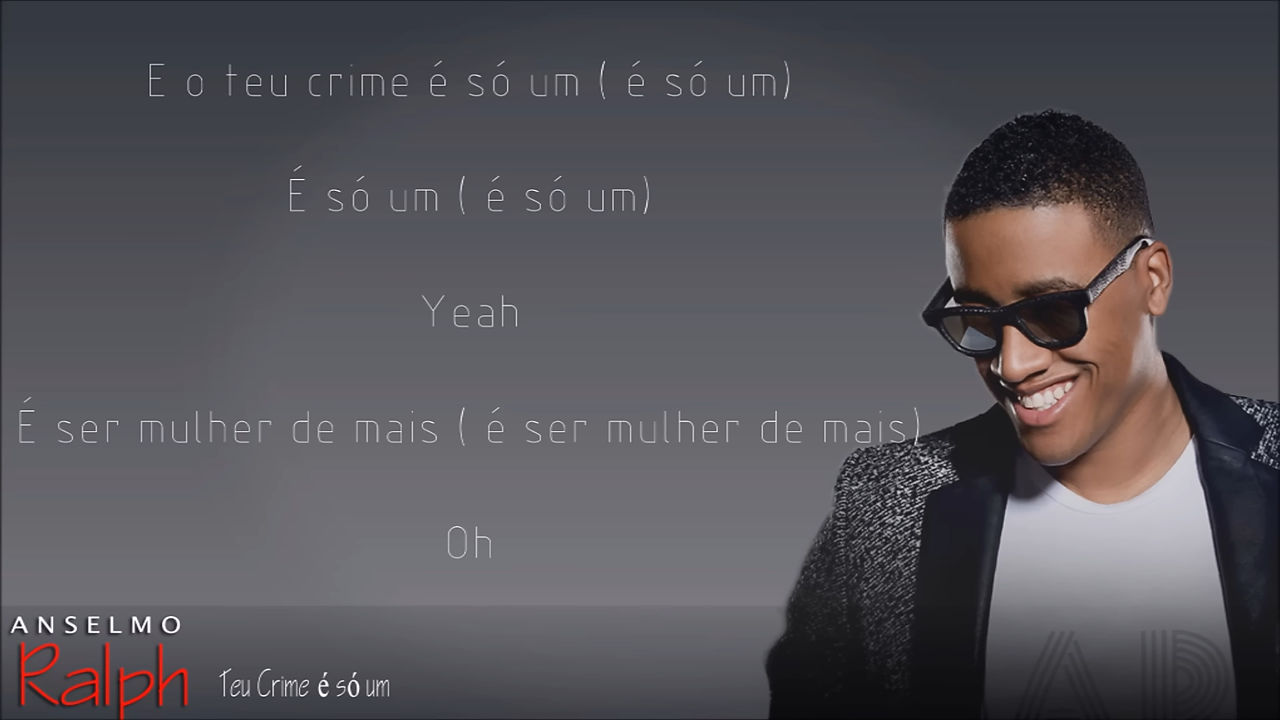 E o teu crime é só um ( é só um)
É só um ( é só um)
Yeah
É ser mulher de mais ( é ser mulher de mais)
Oh
ANSELMO
Ralph
Teu Crime é só um
AR